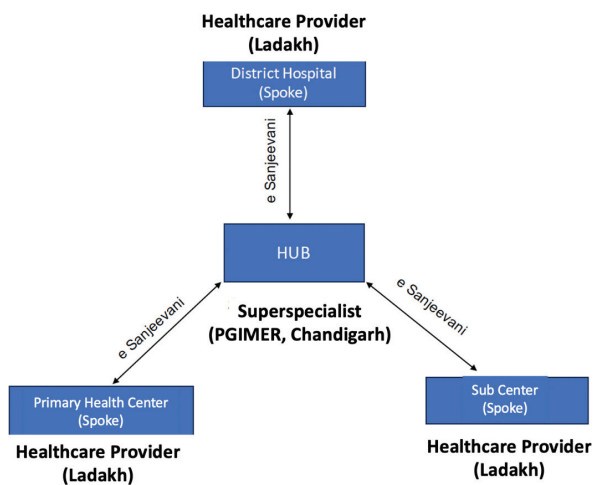 Healthcare Provider
(Ladakh)
District Hospital
(Spoke)
e Sanjeevani
HUB
Superspecialist
(PGIMER, Chandigarh)
e Sanjeevani
e Sanjeevani
Primary Health Center
(Spoke)
Healthcare Provider
(Ladakh)
Sub Center
(Spoke)
Healthcare Provider
(Ladakh)